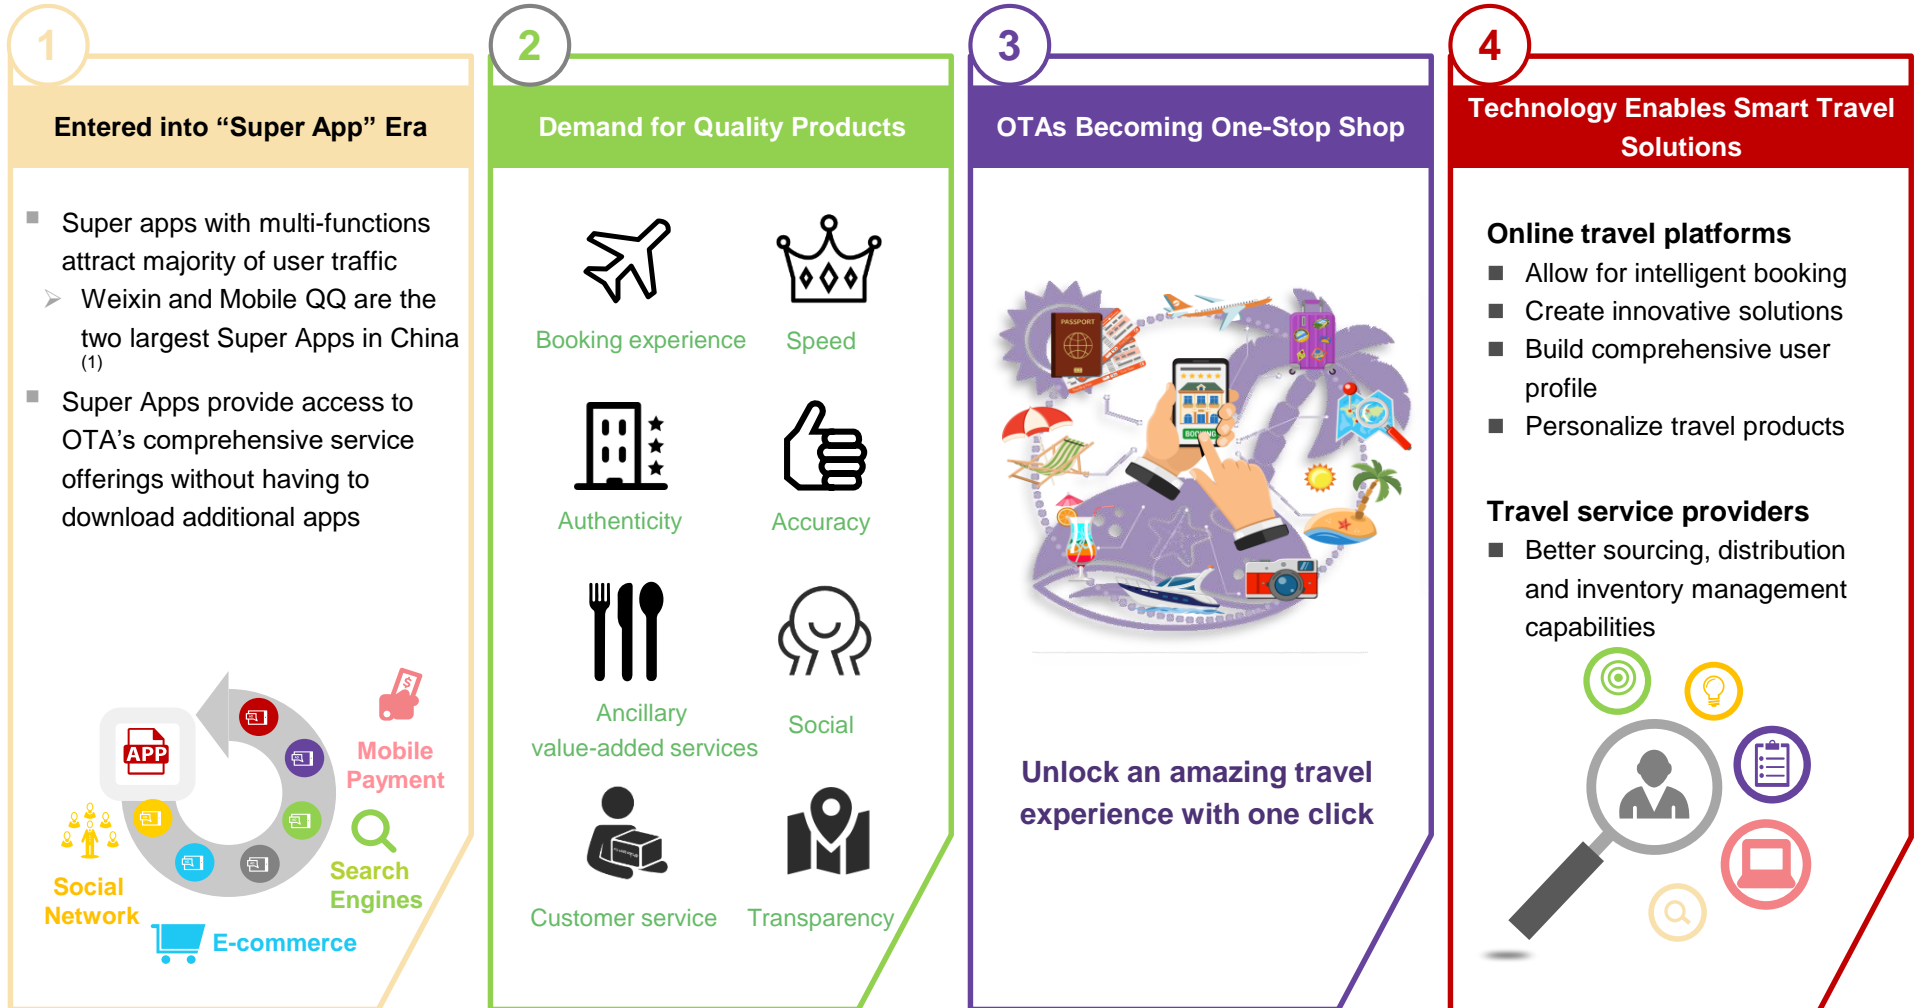 1
Entered into “Super App” Era
Super apps with multi-functions
attract majority of user traffic
Weixin and Mobile QQ are the
two largest Super Apps in China
(1)
Super Apps provide access to
OTA’s comprehensive service
offerings without having to
download additional apps
APP
$
Mobile
Payment
Search
Engines
Social
Network
E-commerce
2
Demand for Quality Products
Booking experience
Speed
Authenticity
Accuracy
Ancillary
value-added services
Social
Customer service
Transparency
3
OTAs Becoming One-Stop Shop
PASSPORT
BOOKING
Unlock an amazing travel
experience with one click
4
Technology Enables Smart Travel
Solutions
Online travel platforms
Allow for intelligent booking
Create innovative solutions
Build comprehensive user
profile
Personalize travel products
Travel service providers
Better sourcing, distribution
and inventory management
capabilities